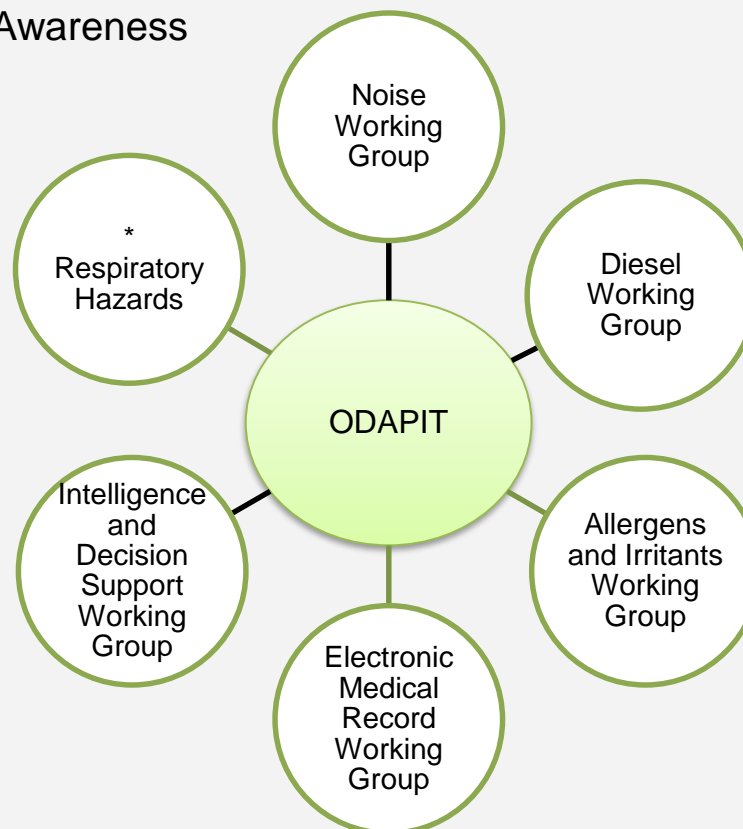 Awareness
Noise
Working
Group
*
Respiratory
Hazards
Diesel
Working
Group
ODAPIT
Intelligence
and
Decision
Support
Working
Group
Allergens
and Irritants
Working
Group
Electronic
Medical
Record
Working
Group